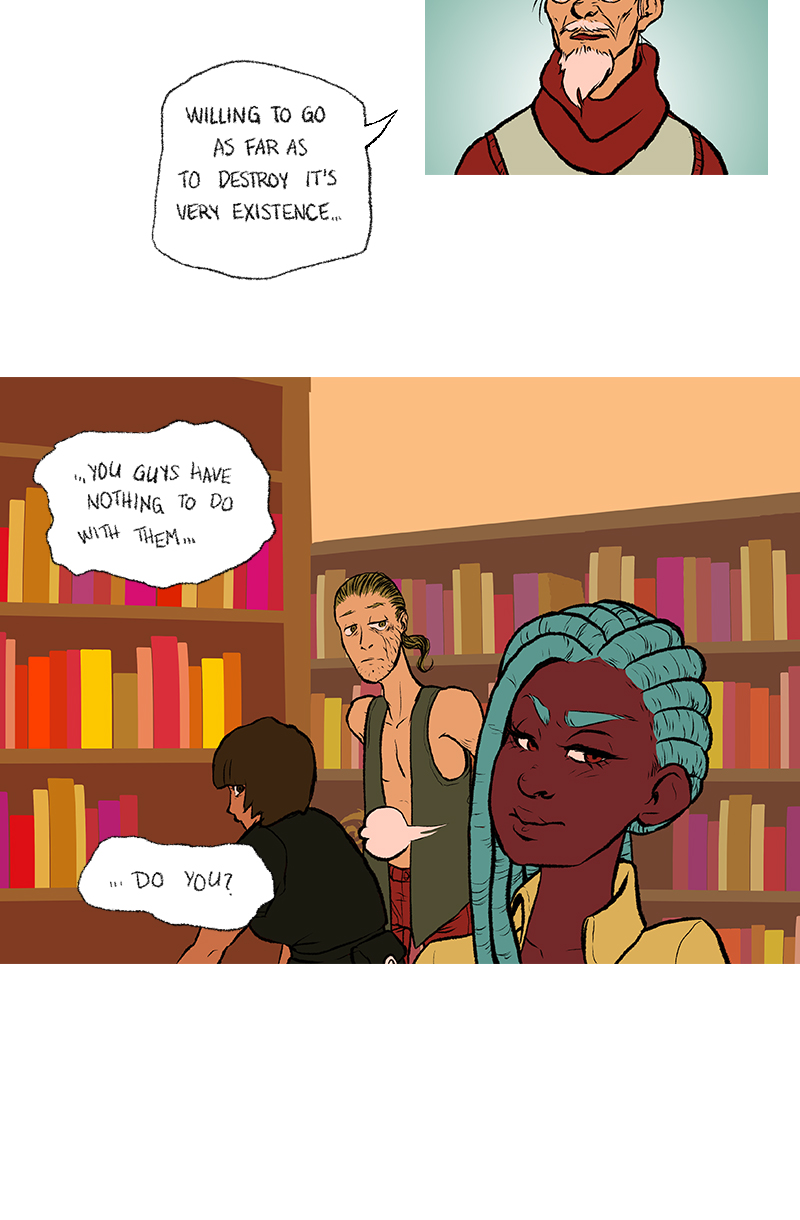 WILLING TO GO
AS FAR AS
TO DESTROY IT'S
VERY EXISTENCE...
...YOU GUYS HAVE
NOTHING TO DO
WITH THEM...
... DO YOU?